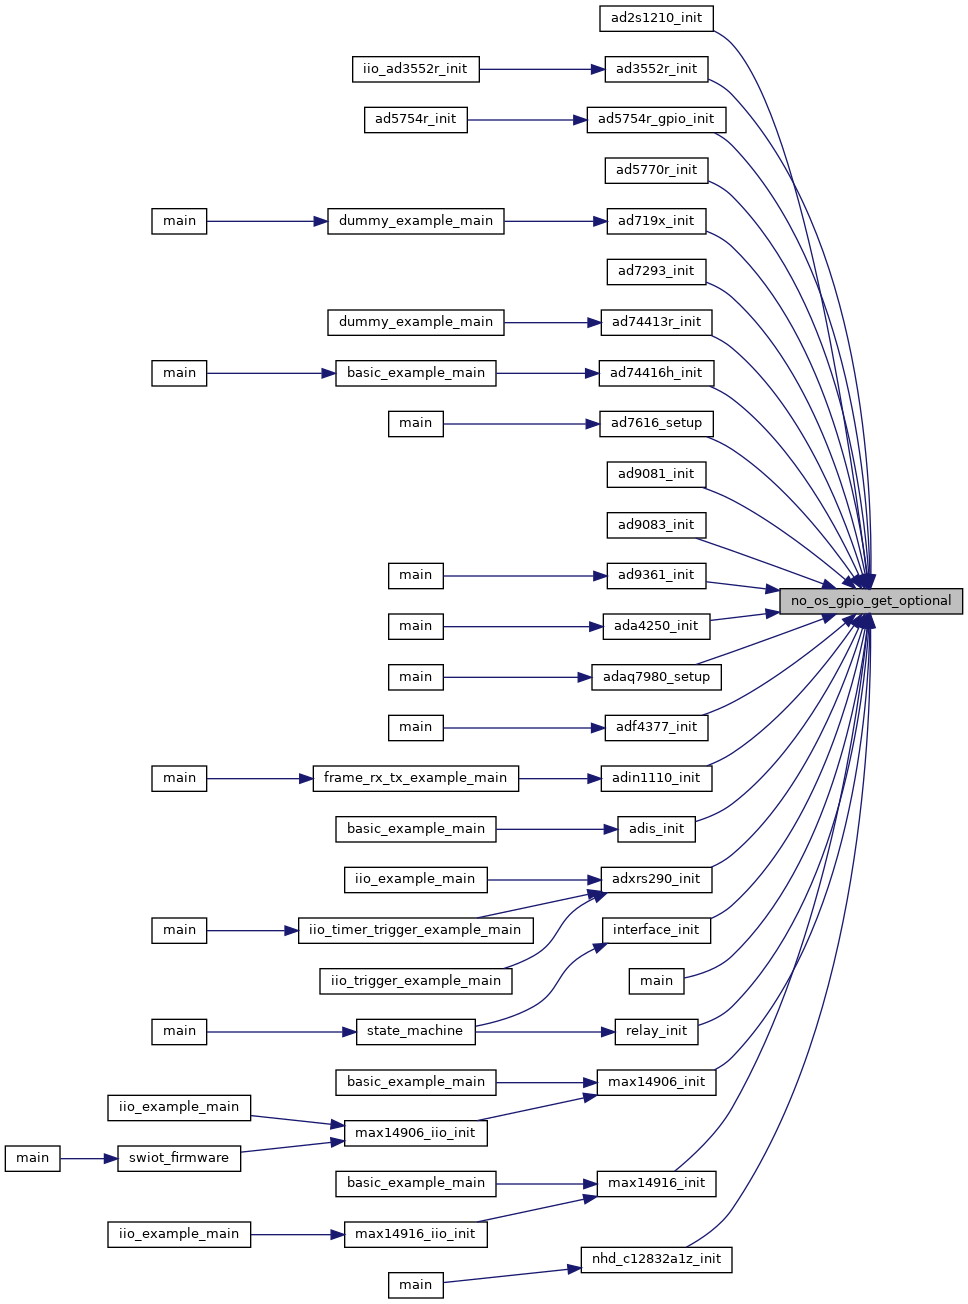 ad2s1210_init
iio_ad3552r_init
ad3552r_init
ad5754r_init
ad5754r_gpio_init
ad5770r_init
main
dummy_example_main
ad719x_init
ad7293_init
dummy_example_main
ad74413r_init
main
basic_example_main
ad74416h_init
main
ad7616_setup
ad9081_init
ad9083_init
main
ad9361_init
no_os_gpio_get_optional
main
ada4250_init
main
adaq7980_setup
main
adf4377_init
main
frame_rx_tx_example_main
adin1110_init
basic_example_main
adis_init
iio_example_main
adxrs290_init
main
iio_timer_trigger_example_main
interface_init
iio_trigger_example_main
main
main
state_machine
relay_init
basic_example_main
max14906_init
iio_example_main
max14906_iio_init
main
swiot_firmware
basic_example_main
max14916_init
iio_example_main
max14916_iio_init
nhd_c12832a1z_init
main